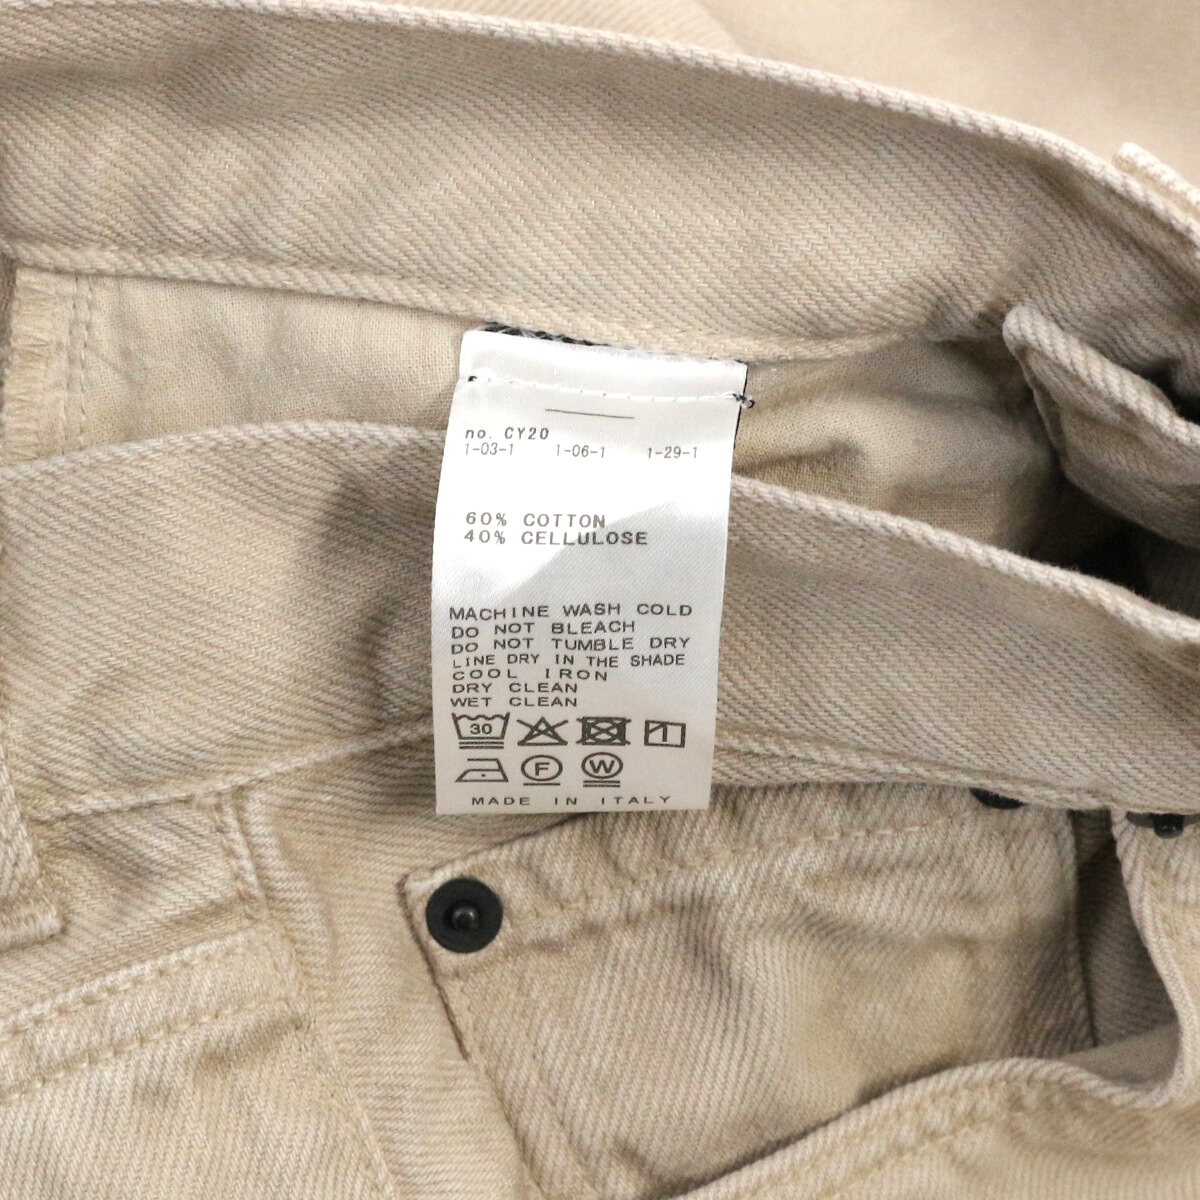 no. CY20
1-03-1 1-06-1 1-29-1
60% COTTON
40% CELLULOSE
MACHINE WASH COLD
DO NOT BLEACH
DO NOT TUMBLE DRY
LINE DRY IN THE SHADE
COOL IRON
DRY CLEAN
WET CLEAN
30
F W
MADE IN ITALY